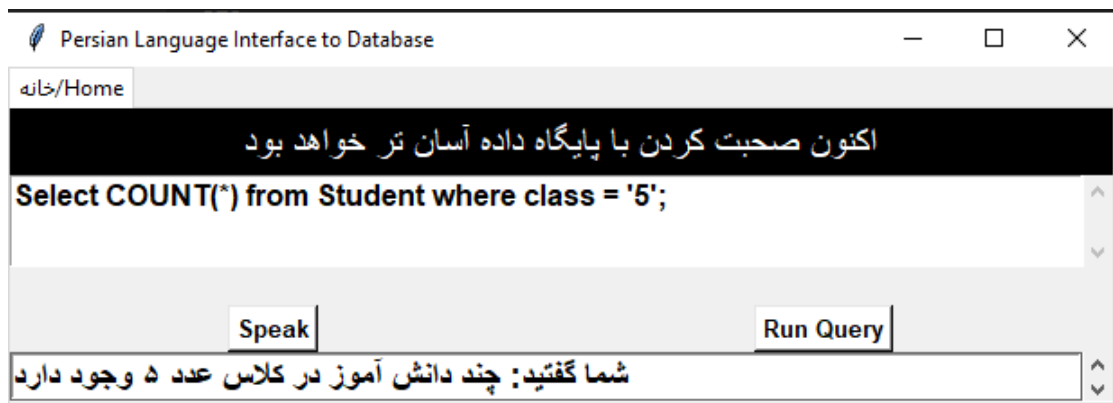 Persian Language Interface to Database
خانه/Home
اکنون صحبت کردن با پایگاه داده آسان تر خواهد بود
Select COUNT(*) from Student where class = '5';
Speak
Run Query
شما گفتید: چند دانش آموز در کلاس عدد ۵ وجود دارد